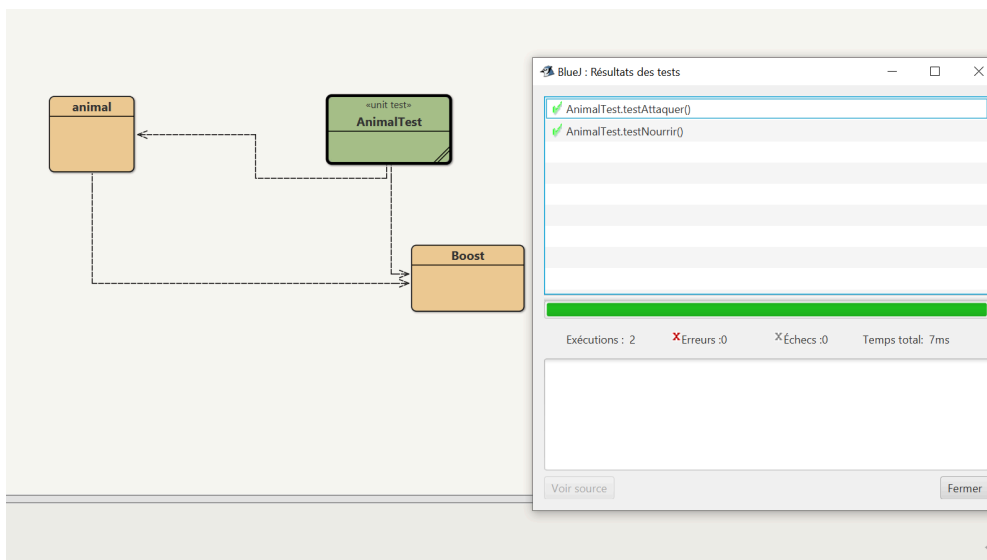 BlueJ : Résultats des tests
animal
«unit test»
AnimalTest
Boost
AnimalTest.testAttaquer()
AnimalTest.testNourrir()
Exécutions : 2
x Erreurs :0
x Échecs :0
Temps total: 7ms
Voir source
Fermer